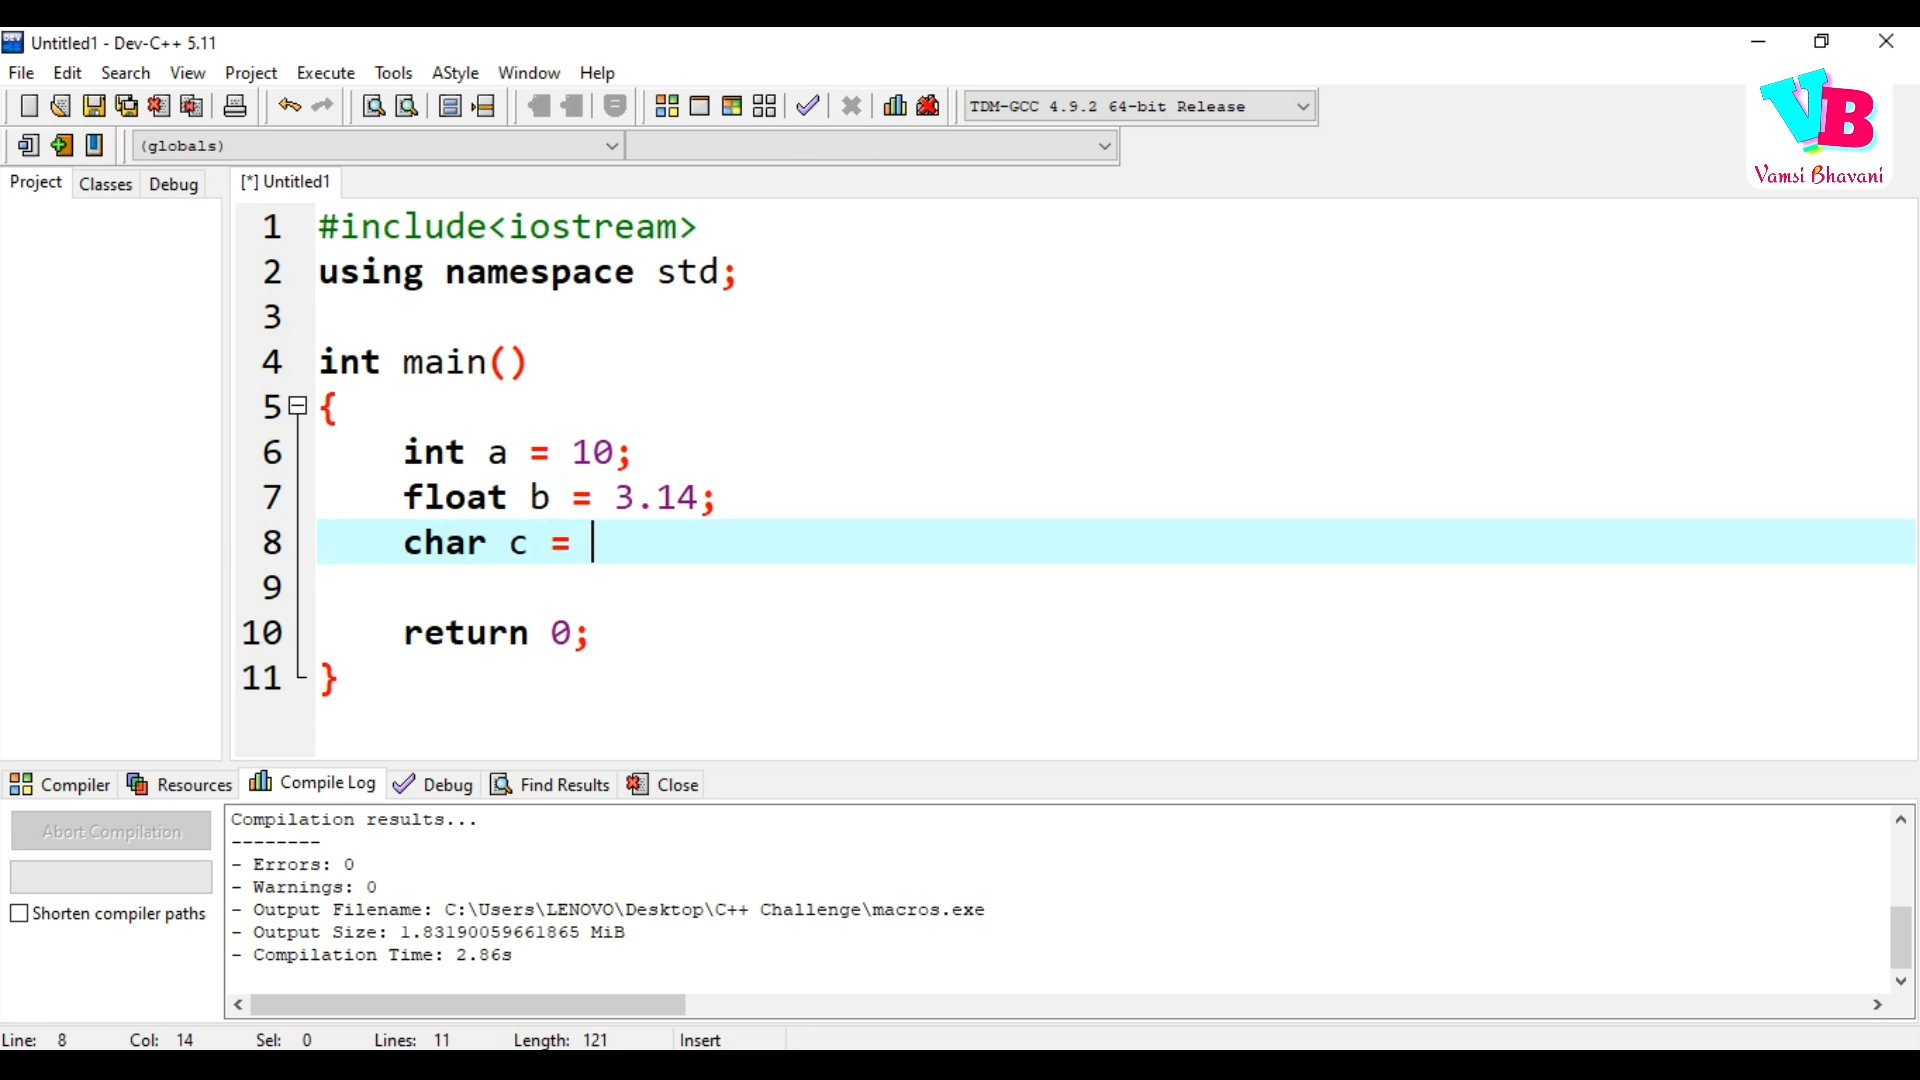 Untitled1 - Dev-C++ 5.11
File Edit Search View Project Execute Tools AStyle Window Help
TDM-GCC 4.9.2 64-bit Release
(globals)
VB
Vamsi Bhavani
Project Classes Debug
[*] Untitled1
1 #include<iostream>
2 using namespace std;
3
4 int main()
5 {
6 int a = 10;
7 float b = 3.14;
8 char c =
9
10 return 0;
11 }
Compiler Resources Compile Log Debug Find Results Close
Abort Compilation
Shorten compiler paths
Compilation results...
--------
- Errors: 0
- Warnings: 0
- Output Filename: C:\Users\LENOVO\Desktop\C++ Challenge\macros.exe
- Output Size: 1.83190059661865 MiB
- Compilation Time: 2.86s
Line: 8 Col: 14 Sel: 0 Lines: 11 Length: 121 Insert